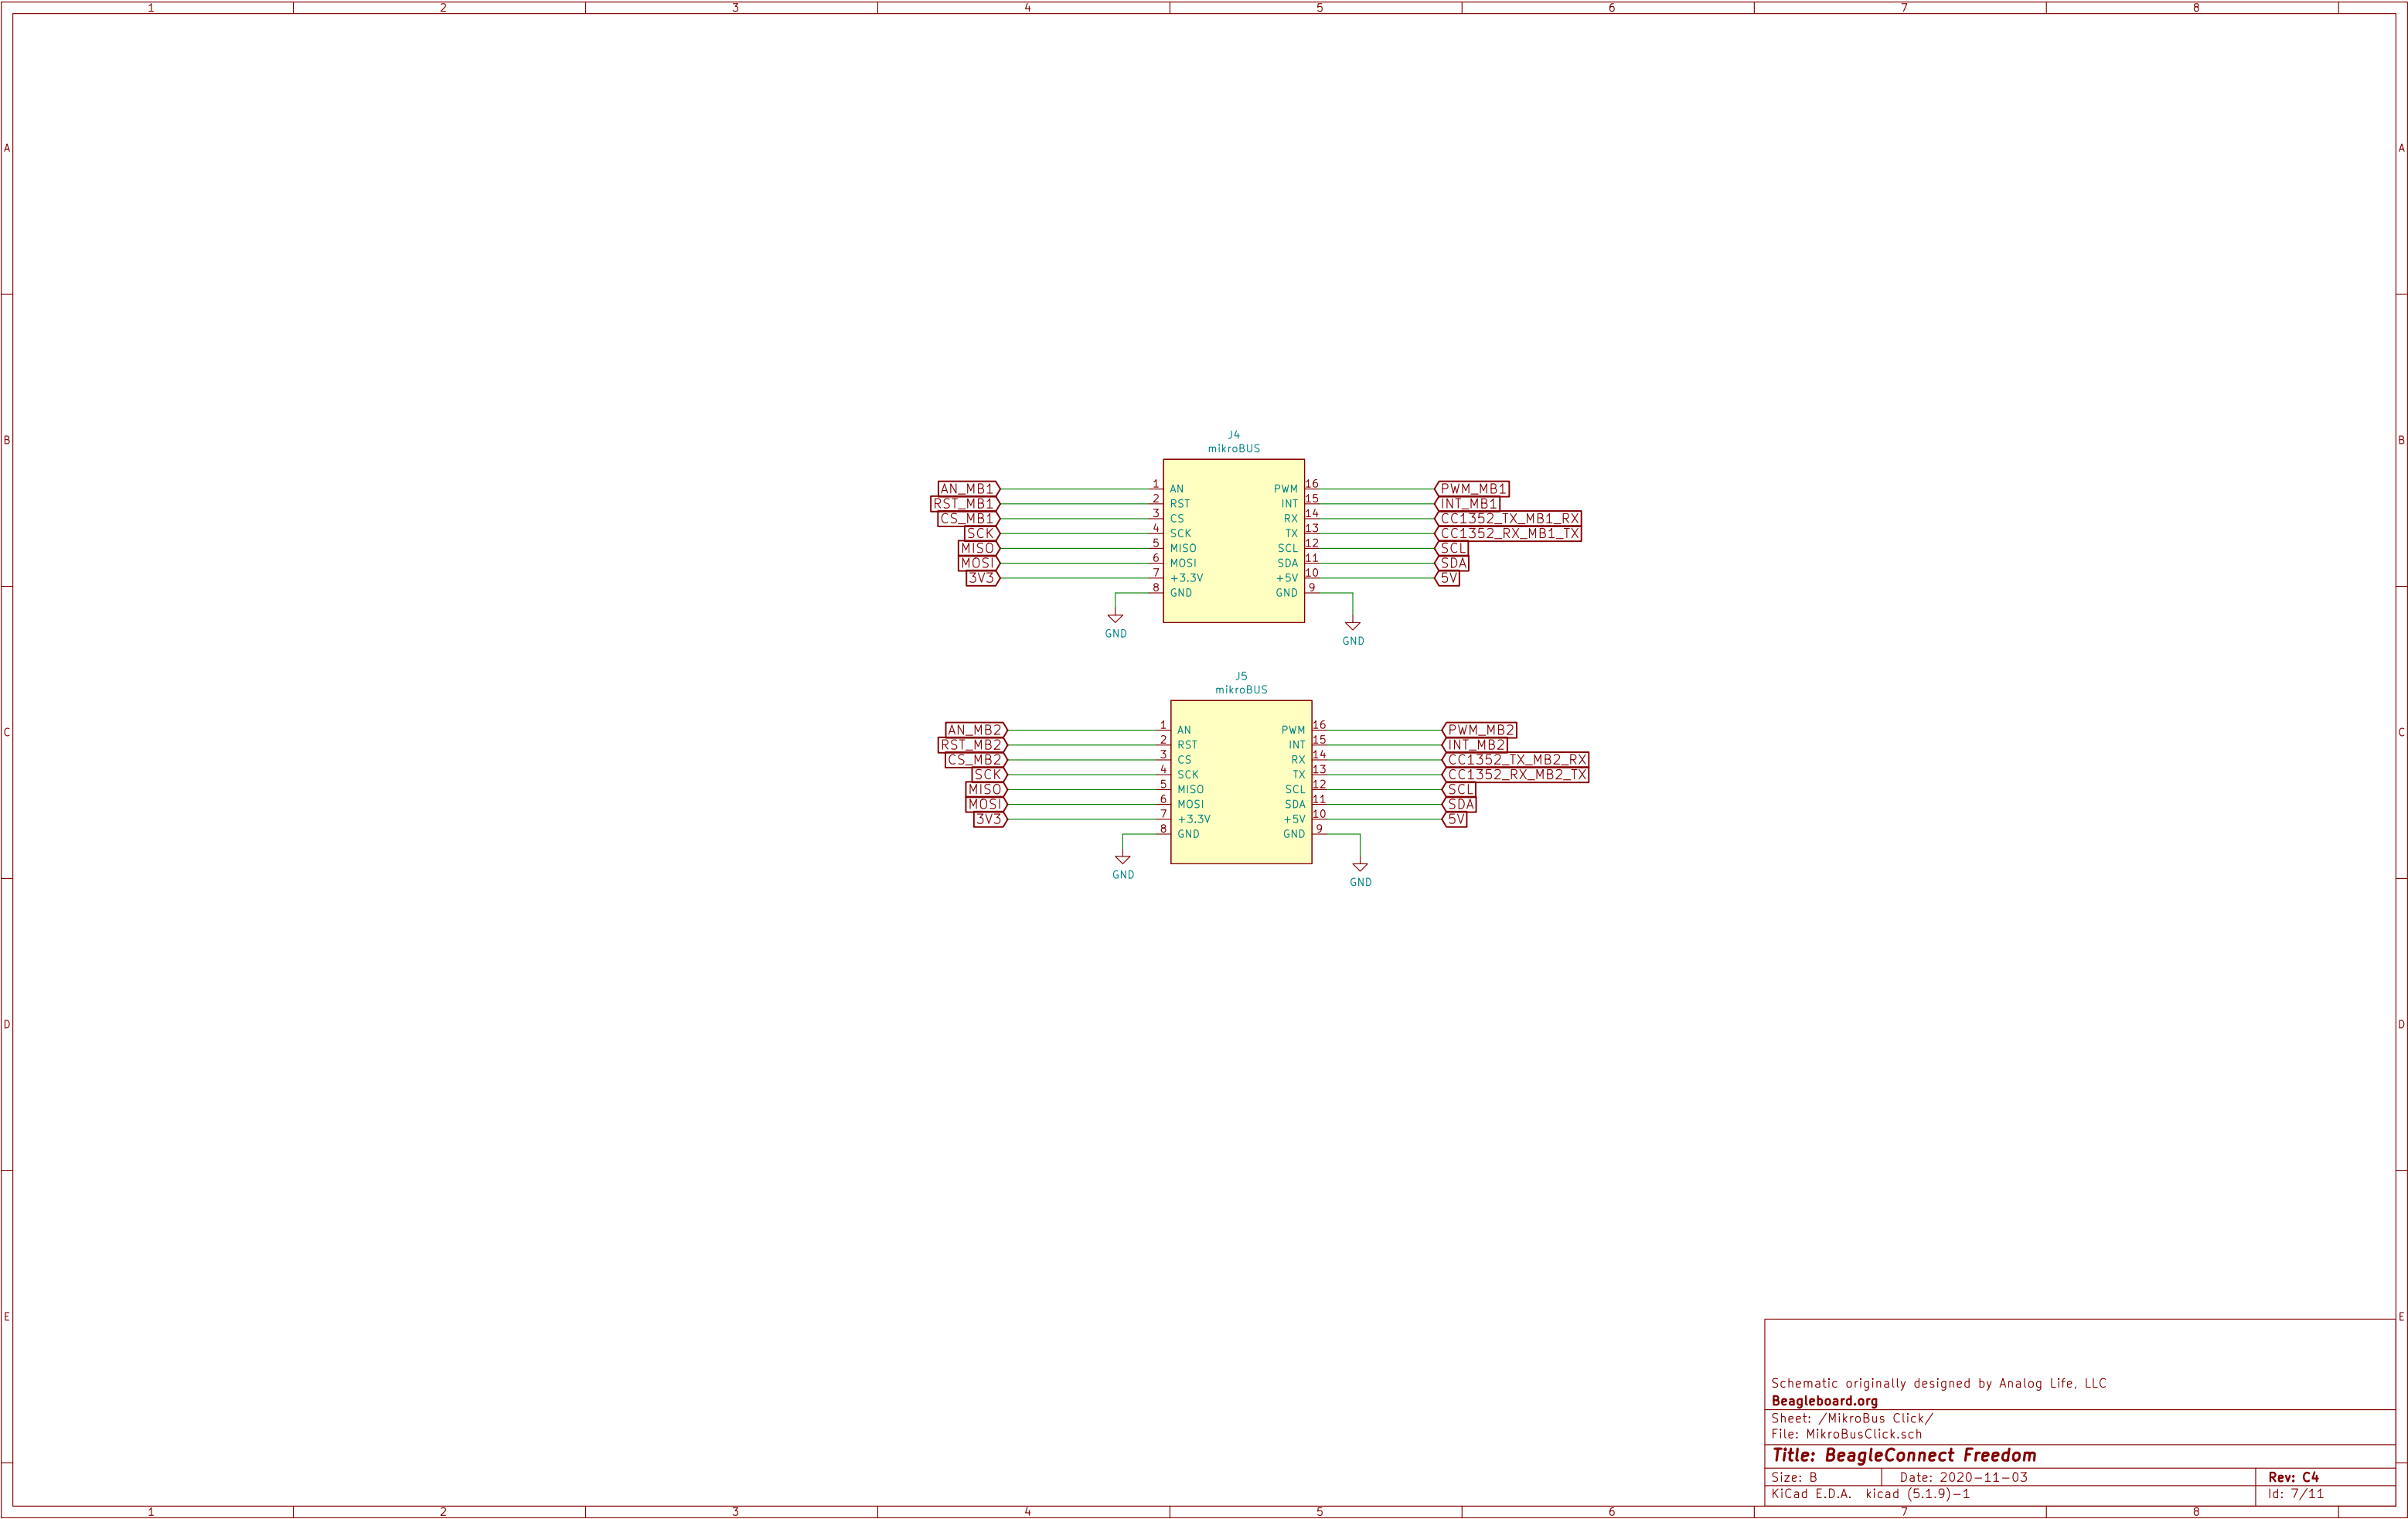 1 2 3 4 5 6 7 8
A A
B B
C C
D D
E E
J4
mikroBUS
AN_MB1 1 AN PWM 16 PWM_MB1
RST_MB1 2 RST INT 15 INT_MB1
CS_MB1 3 CS RX 14 CC1352_TX_MB1_RX
SCK 4 SCK TX 13 CC1352_RX_MB1_TX
MISO 5 MISO SCL 12 SCL
MOSI 6 MOSI SDA 11 SDA
3V3 7 +3.3V +5V 10 5V
8 GND GND 9
GND GND
J5
mikroBUS
AN_MB2 1 AN PWM 16 PWM_MB2
RST_MB2 2 RST INT 15 INT_MB2
CS_MB2 3 CS RX 14 CC1352_TX_MB2_RX
SCK 4 SCK TX 13 CC1352_RX_MB2_TX
MISO 5 MISO SCL 12 SCL
MOSI 6 MOSI SDA 11 SDA
3V3 7 +3.3V +5V 10 5V
8 GND GND 9
GND GND
Schematic originally designed by Analog Life, LLC
Beagleboard.org
Sheet: /MikroBus Click/
File: MikroBusClick.sch
Title: BeagleConnect Freedom
Size: B Date: 2020-11-03 Rev: C4
KiCad E.D.A. kicad (5.1.9)-1 Id: 7/11
1 2 3 4 5 6 7 8